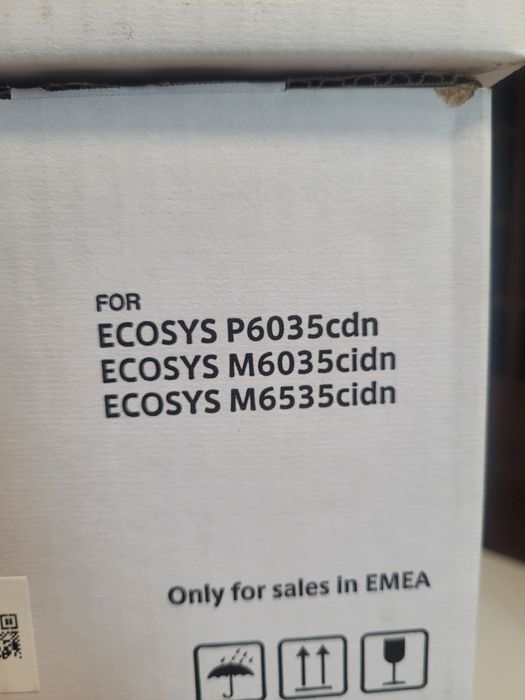 FOR
ECOSYS P6035cdn
ECOSYS M6035cidn
ECOSYS M6535cidn
Only for sales in EMEA